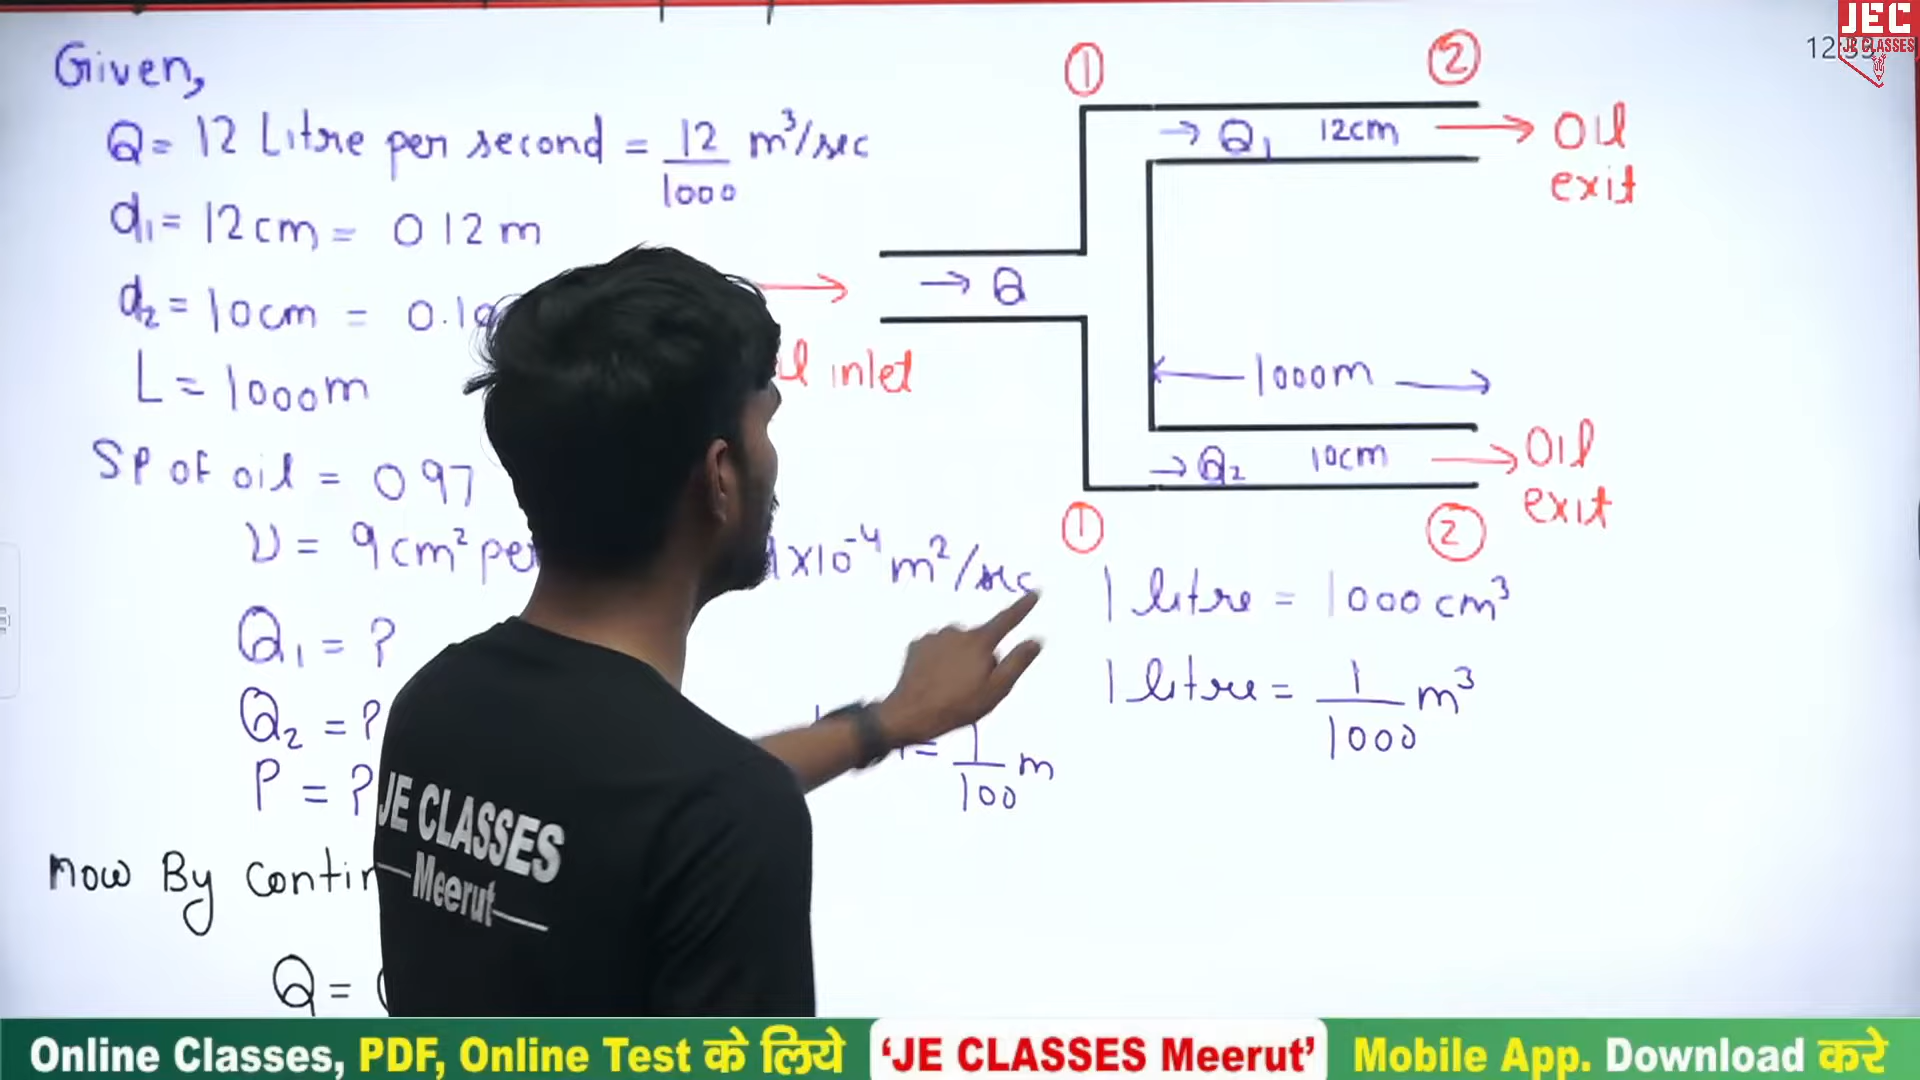 Given,
Q = 12 Litre per second = 12/1000 m³/sec
d₁ = 12cm = 0 12 m
d₂ = 10cm = 0.10
L = 1000m
SP of oil = 0 97
ν = 9 cm² per ×10⁻⁴ m²/sec
Q₁ = ?
Q₂ = ?
P = ?
= 1/100 m
Now By contin
Q =
① ②
→ Q₁ 12cm → Oil
exit
→ Q
inlet
1000m
→ Q₂ 10cm → Oil
exit
① ②
1 litre = 1000 cm³
1 litre = 1/1000 m³
JE CLASSES
Meerut
JEC
JE CLASSES
Online Classes, PDF, Online Test के लिये 'JE CLASSES Meerut' Mobile App. Download करे